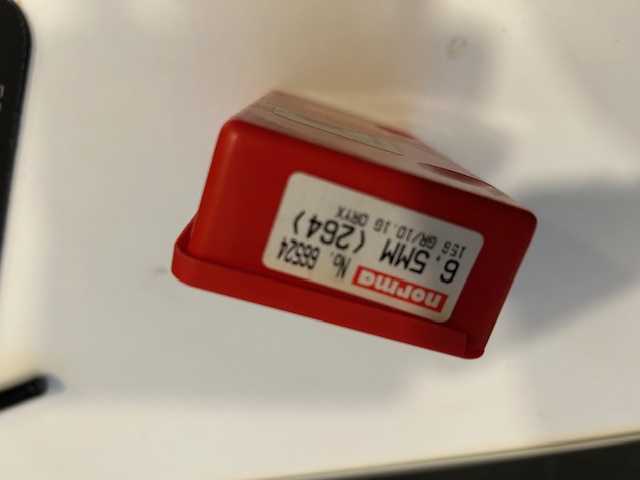 norma No. 66524
6.5MM (264)
156 GR/10.1G ORYX